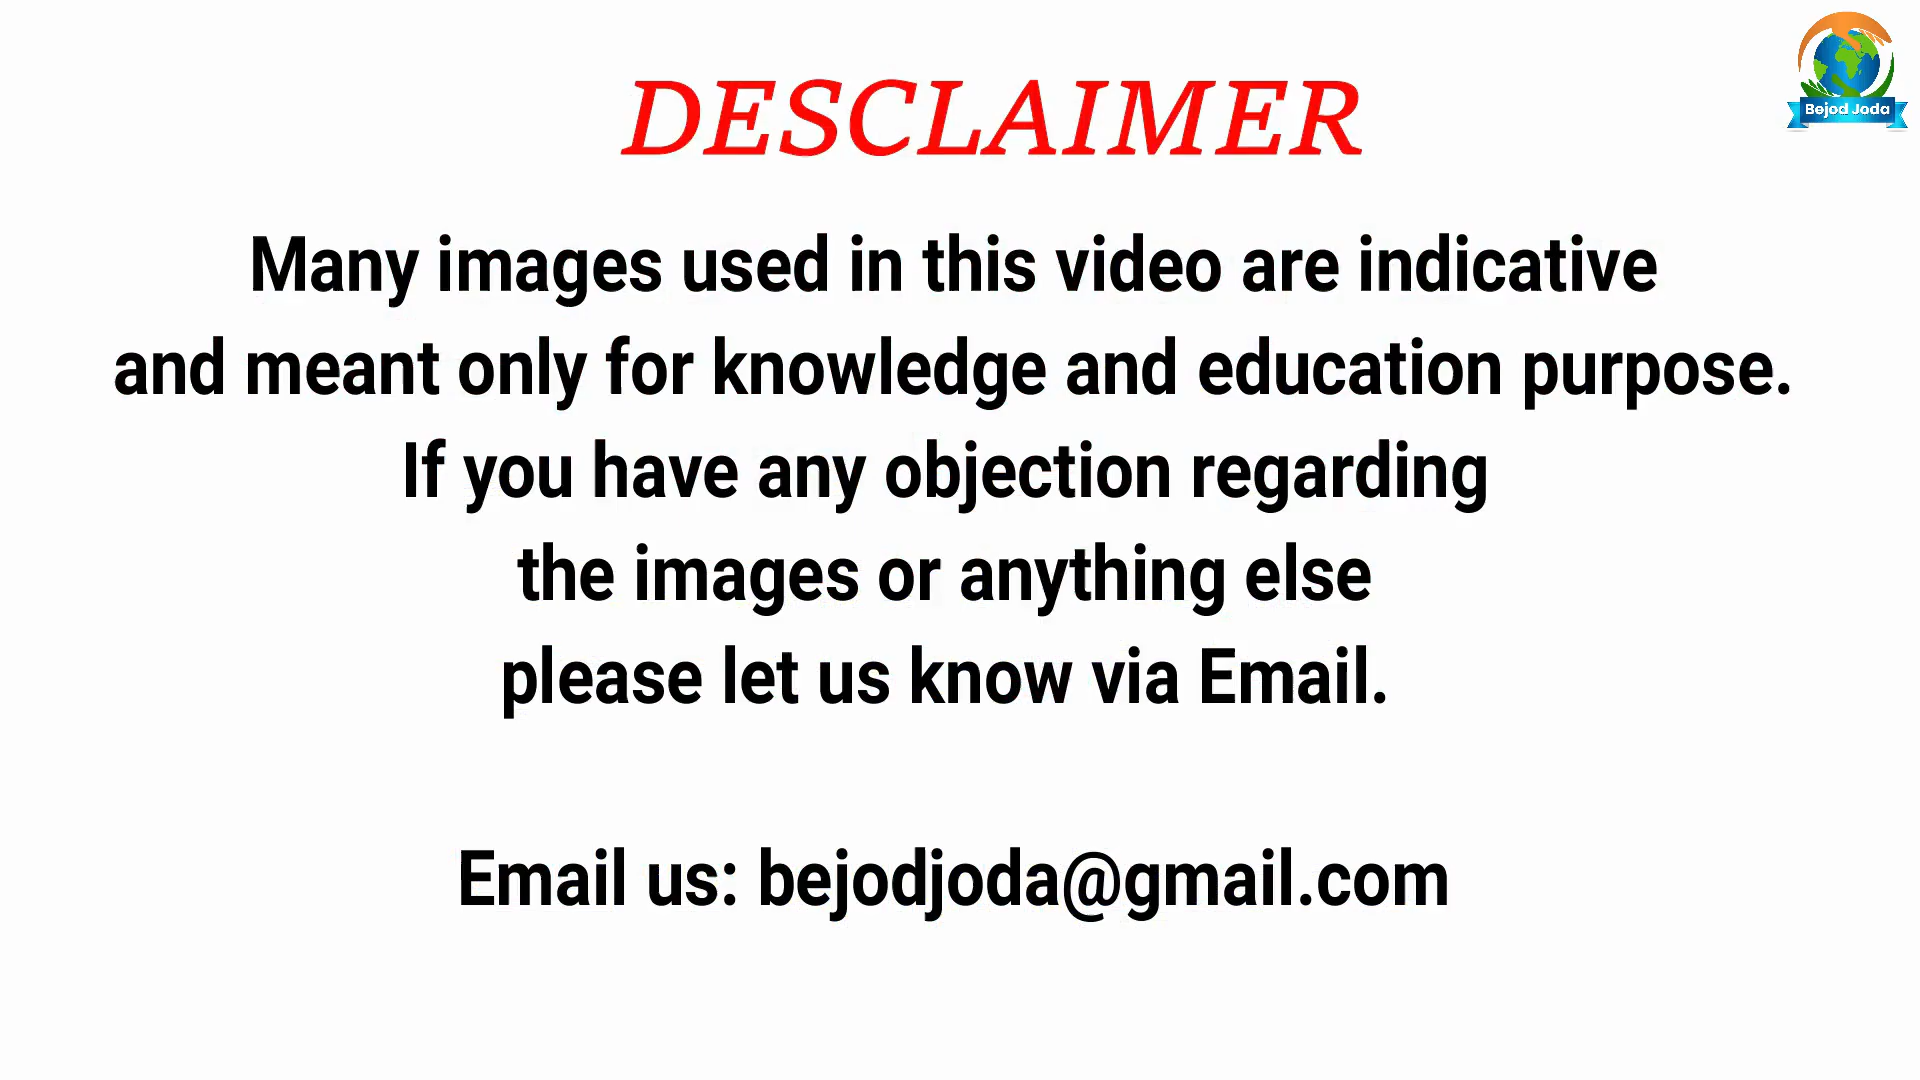 Bejod Joda
DESCLAIMER
Many images used in this video are indicative
and meant only for knowledge and education purpose.
If you have any objection regarding
the images or anything else
please let us know via Email.
Email us: bejodjoda@gmail.com